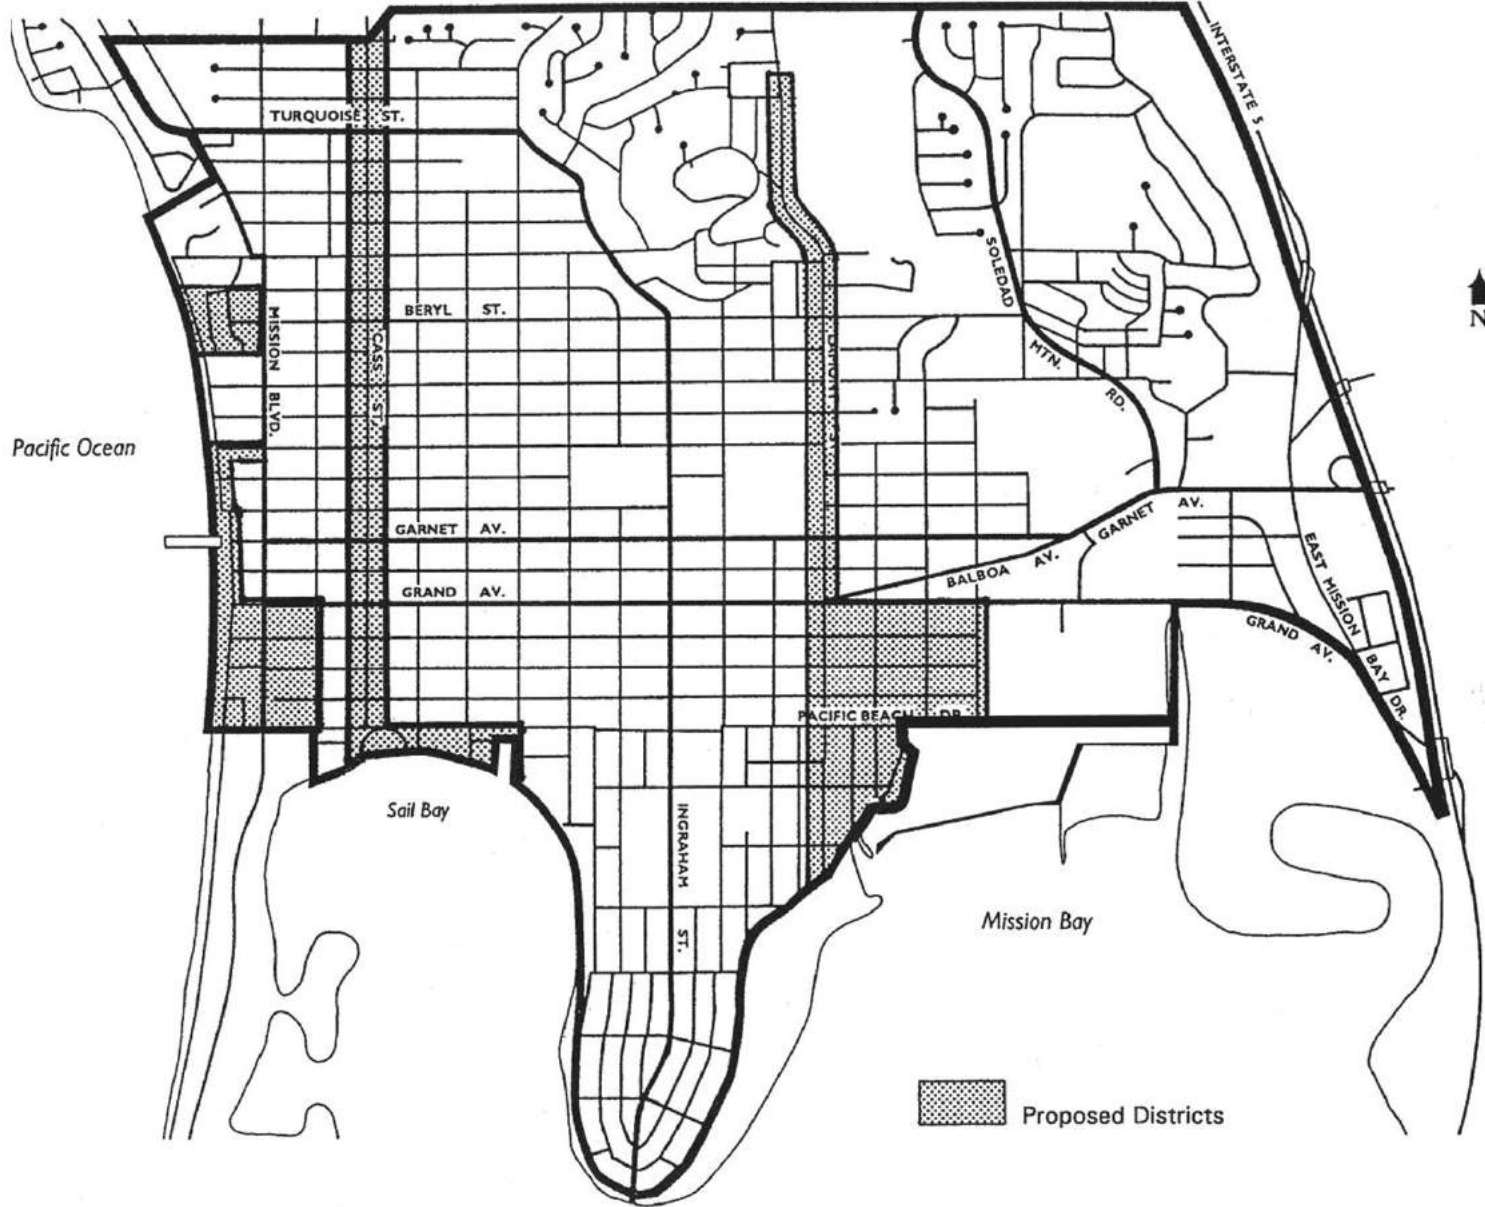 INTERSTATE 5
TURQUOISE ST.
SOLEDAD MTN. RD.
N
BERYL ST.
MISSION BLVD.
CASS ST.
Pacific Ocean
GARNET AV.
GARNET AV.
BALBOA AV.
GRAND AV.
EAST MISSION BAY DR.
GRAND AV.
PACIFIC BEACH DR.
Sail Bay
INGRAHAM ST.
Mission Bay
Proposed Districts